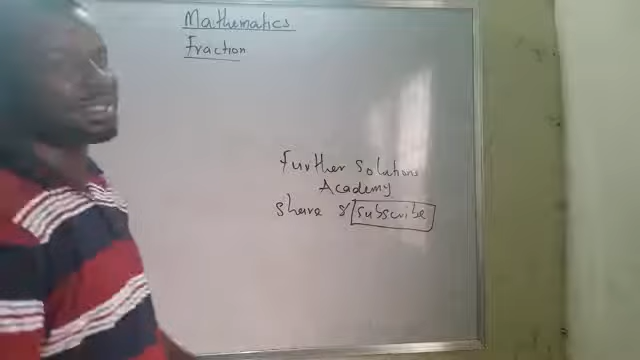 Mathematics
Fraction
Further Solutions
Academy
Share & Subscribe